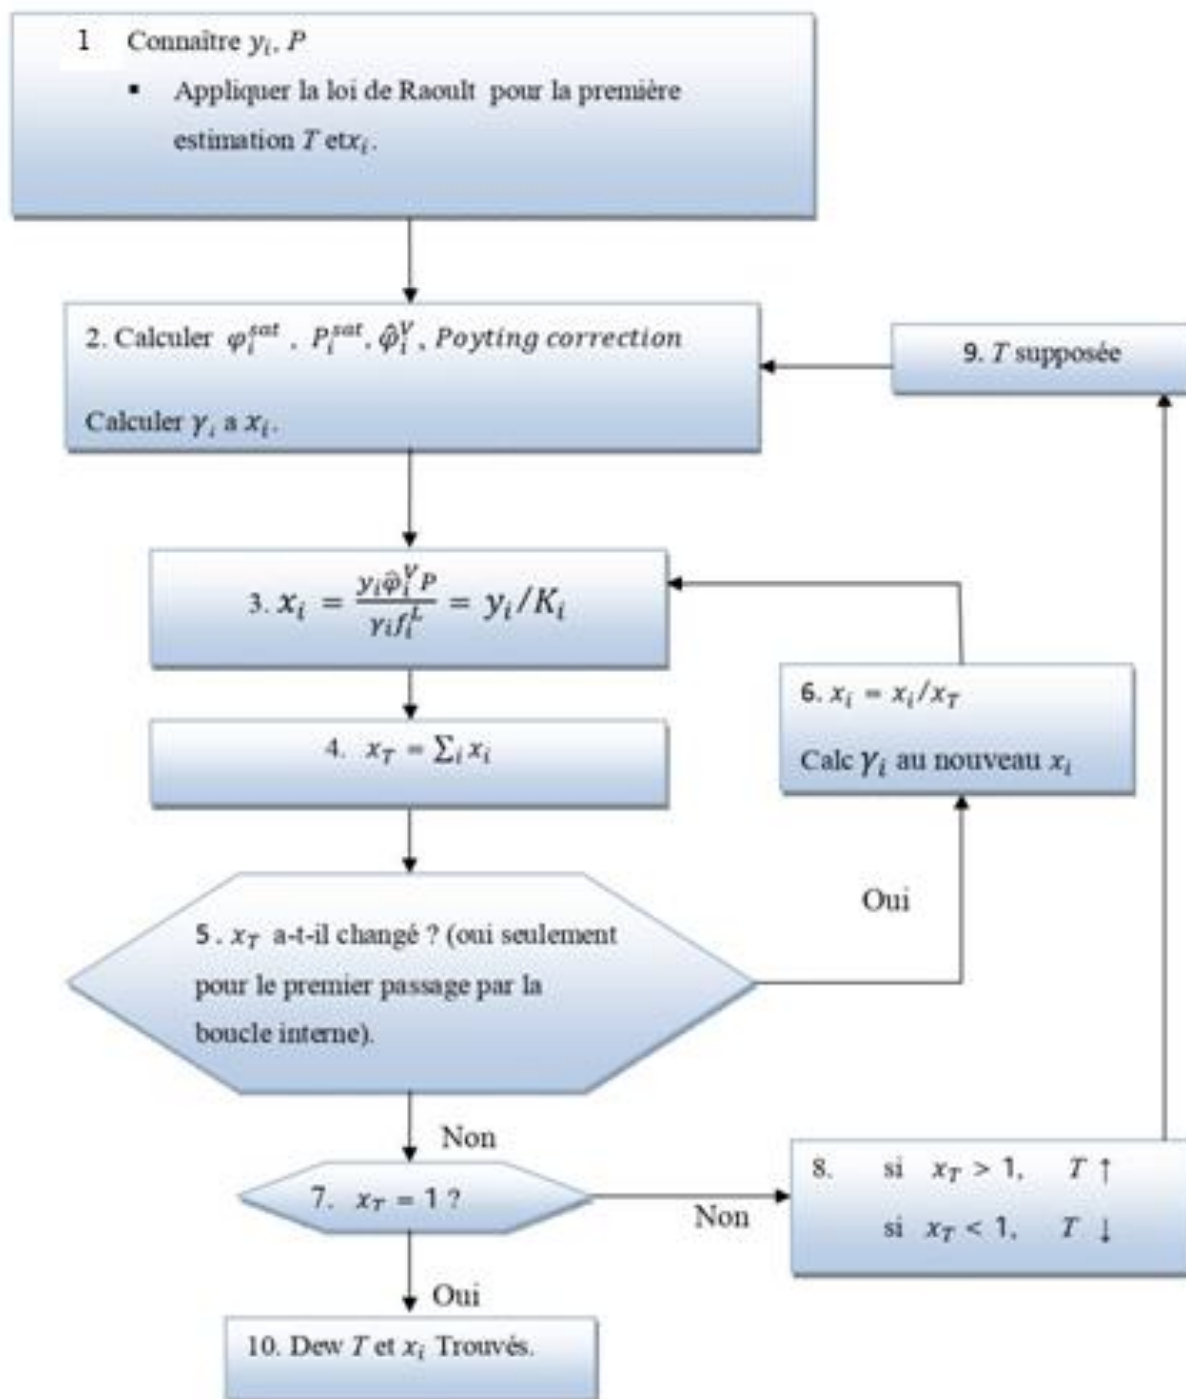 1 Connaître yᵢ, P
▪ Appliquer la loi de Raoult pour la première
estimation T etxᵢ.
2. Calculer φᵢˢᵃᵗ , Pᵢˢᵃᵗ, φ̂ᵢⱽ, Poyting correction
Calculer γᵢ a xᵢ.
9. T supposée
3. xᵢ = yᵢφ̂ᵢⱽP / γᵢfᵢᴸ = yᵢ/Kᵢ
4. x_T = ∑ᵢ xᵢ
6. xᵢ = xᵢ/x_T
Calc γᵢ au nouveau xᵢ
Oui
5 . x_T a-t-il changé ? (oui seulement
pour le premier passage par la
boucle interne).
Non
7. x_T = 1 ?
Non
8. si x_T > 1, T ↑
si x_T < 1, T ↓
Oui
10. Dew T et xᵢ Trouvés.